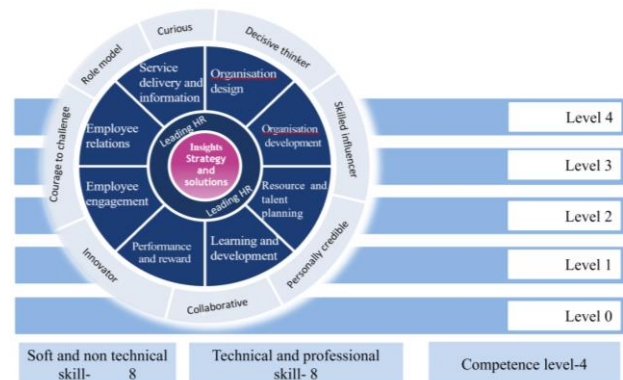 Curious
Decisive thinker
Skilled influencer
Personally credible
Collaborative
Innovator
Courage to challenge
Role model
Service
delivery and
information
Organisation
design
Organisation
development
Resource and
talent
planning
Learning and
development
Performance
and reward
Employee
engagement
Employee
relations
Leading HR
Insights
Strategy
and
solutions
Leading HR
Level 4
Level 3
Level 2
Level 1
Level 0
Soft and non technical
skill- 8
Technical and professional
skill- 8
Competence level-4